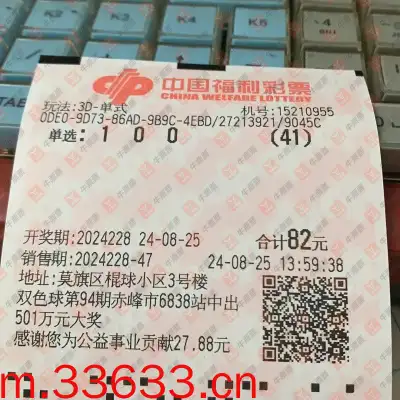 中国福利彩票
CHINA WELFARE LOTTERY
玩法:3D-单式 机号:15210955
0DE0-9D73-86AD-9B9C-4EBD/27213921/9045C
单选: 1 0 0 (41)
开奖期:2024228 24-08-25 合计82元
销售期:2024228-47 24-08-25 13:59:38
地址:莫旗区棍球小区3号楼
双色球第94期赤峰市6838站中出
501万元大奖
感谢您为公益事业贡献27.88元
m.33633.cn